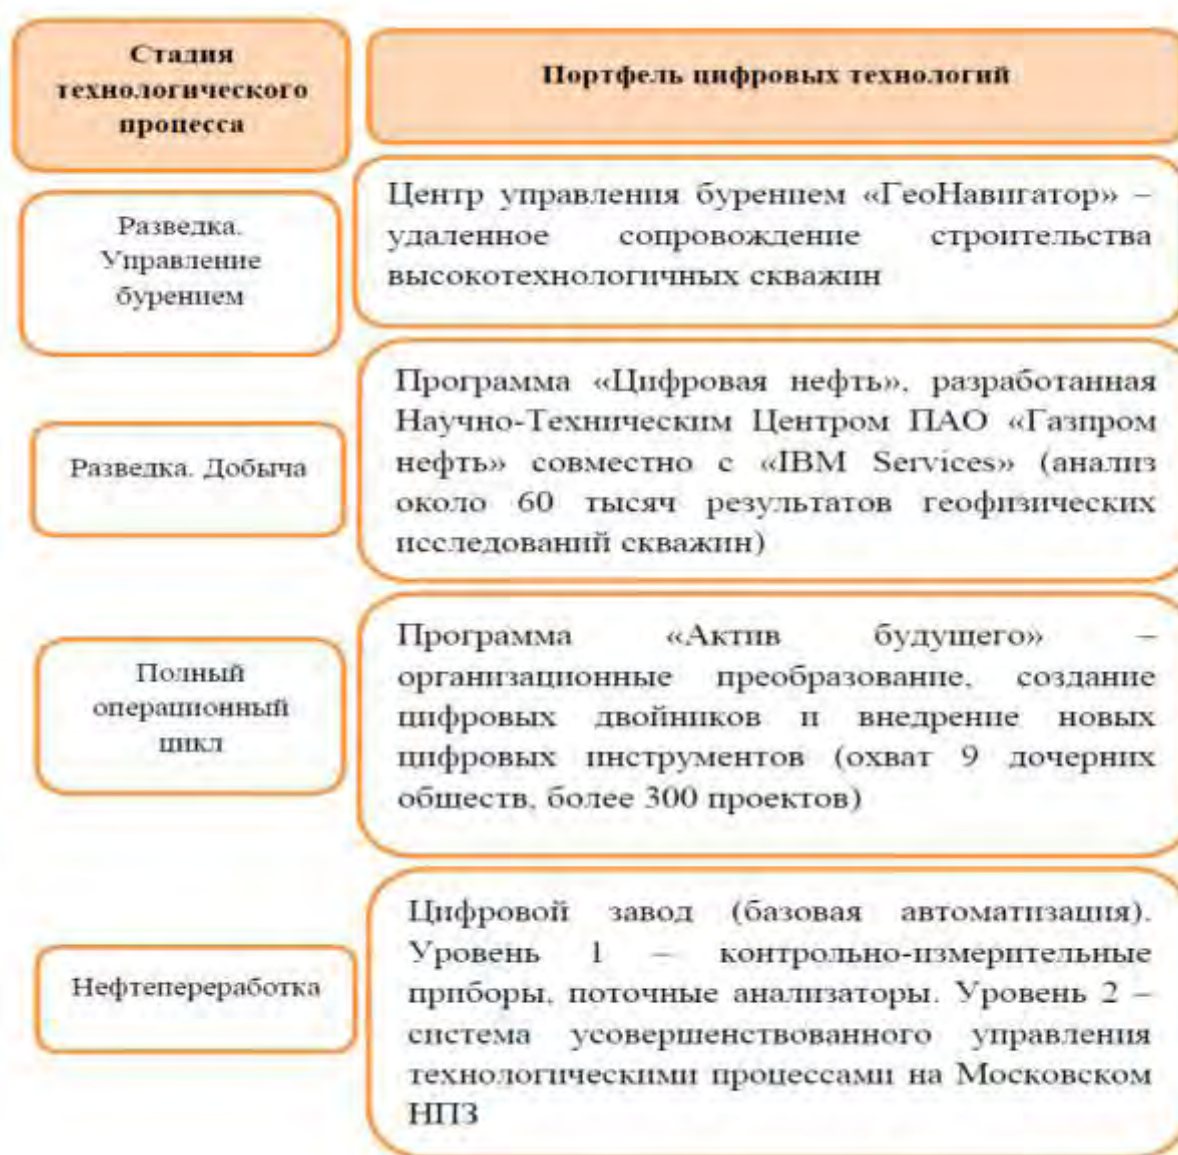 Стадия
технологического
процесса
Портфель цифровых технологий
Разведка.
Управление
бурением
Центр управления бурением «ГеоНавигатор» –
удаленное сопровождение строительства
высокотехнологичных скважин
Разведка. Добыча
Программа «Цифровая нефть», разработанная
Научно-Техническим Центром ПАО «Газпром
нефть» совместно с «IBM Services» (анализ
около 60 тысяч результатов геофизических
исследований скважин)
Полный
операционный
цикл
Программа «Актив будущего» –
организационные преобразование, создание
цифровых двойников и внедрение новых
цифровых инструментов (охват 9 дочерних
обществ, более 300 проектов)
Нефтепереработка
Цифровой завод (базовая автоматизация).
Уровень 1 – контрольно-измерительные
приборы, поточные анализаторы. Уровень 2 –
система усовершенствованного управления
технологическими процессами на Московском
НПЗ